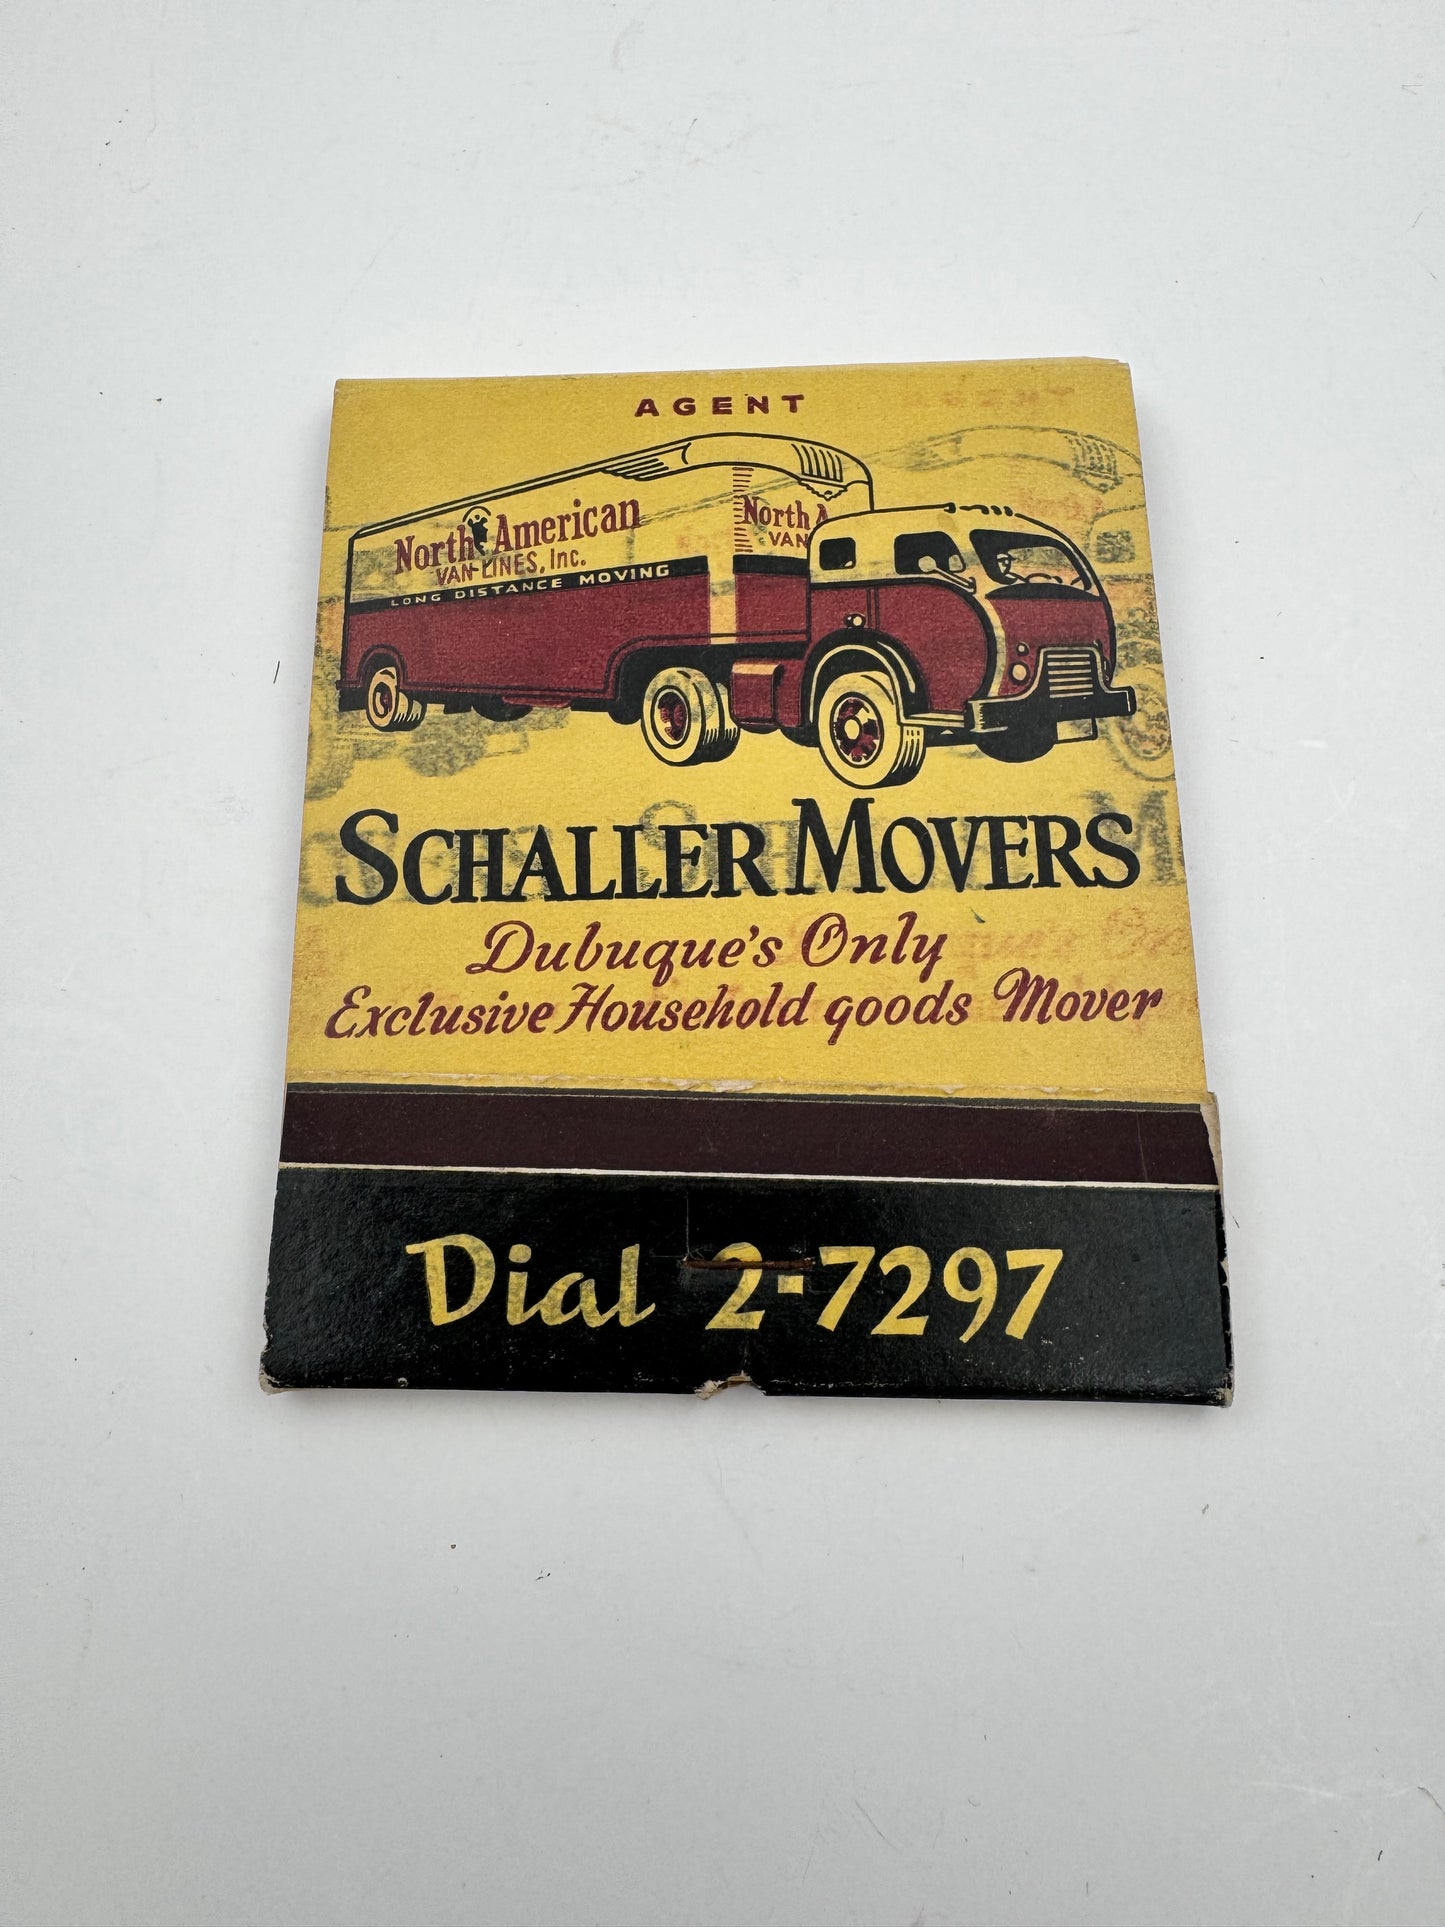 AGENT
North American
VAN LINES, Inc.
LONG DISTANCE MOVING
North A
VAN
SCHALLER MOVERS
Dubuque's Only
Exclusive Household goods Mover
Dial 2-7297